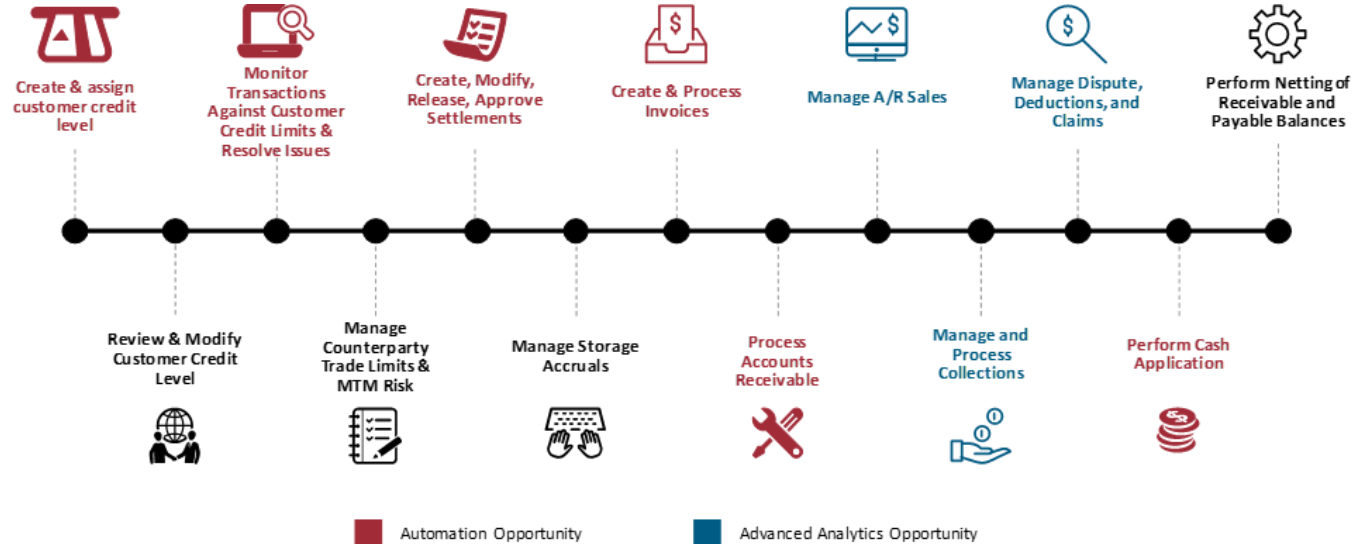 Create & assign
customer credit
level
Monitor
Transactions
Against Customer
Credit Limits &
Resolve Issues
Create, Modify,
Release, Approve
Settlements
Create & Process
Invoices
Manage A/R Sales
Manage Dispute,
Deductions, and
Claims
Perform Netting of
Receivable and
Payable Balances
Review & Modify
Customer Credit
Level
Manage
Counterparty
Trade Limits &
MTM Risk
Manage Storage
Accruals
Process
Accounts
Receivable
Manage and
Process
Collections
Perform Cash
Application
Automation Opportunity
Advanced Analytics Opportunity